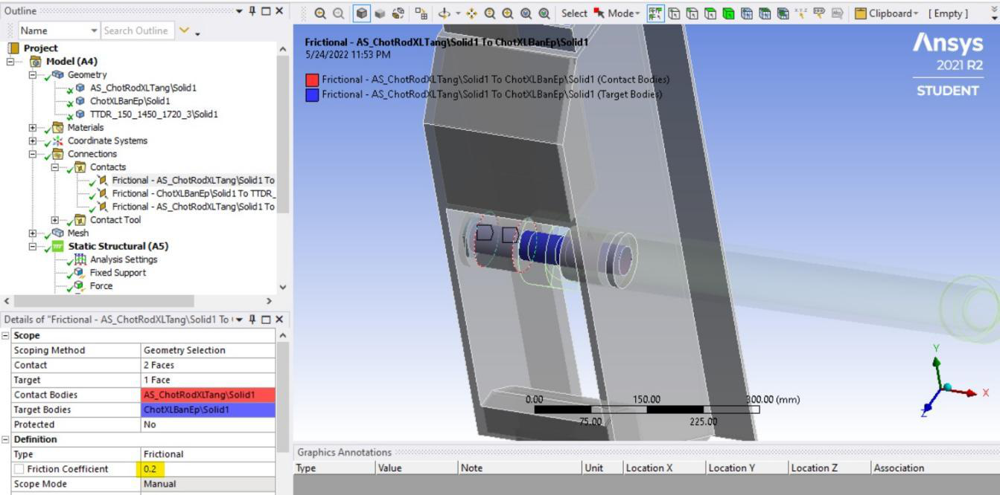 Outline
Name
Search Outline
Project
Model (A4)
Geometry
AS_ChotRodXLTang\Solid1
ChotXLBanEp\Solid1
TTDR_150_1450_1720_3\Solid1
Materials
Coordinate Systems
Connections
Contacts
Frictional - AS_ChotRodXLTang\Solid1 To
Frictional - ChotXLBanEp\Solid1 To TTDR_
Frictional - AS_ChotRodXLTang\Solid1 To
Contact Tool
Mesh
Static Structural (A5)
Analysis Settings
Fixed Support
Force
Details of "Frictional - AS_ChotRodXLTang\Solid1 To
Scope
Scoping Method Geometry Selection
Contact 2 Faces
Target 1 Face
Contact Bodies AS_ChotRodXLTang\Solid1
Target Bodies ChotXLBanEp\Solid1
Protected No
Definition
Type Frictional
Friction Coefficient 0.2
Scope Mode Manual
Select Mode Clipboard [ Empty ]
Frictional - AS_ChotRodXLTang\Solid1 To ChotXLBanEp\Solid1
5/24/2022 11:53 PM
Frictional - AS_ChotRodXLTang\Solid1 To ChotXLBanEp\Solid1 (Contact Bodies)
Frictional - AS_ChotRodXLTang\Solid1 To ChotXLBanEp\Solid1 (Target Bodies)
Ansys
2021 R2
STUDENT
Y
X
Z
0.00 150.00 300.00 (mm)
75.00 225.00
Graphics Annotations
Type Value Note Unit Location X Location Y Location Z Association